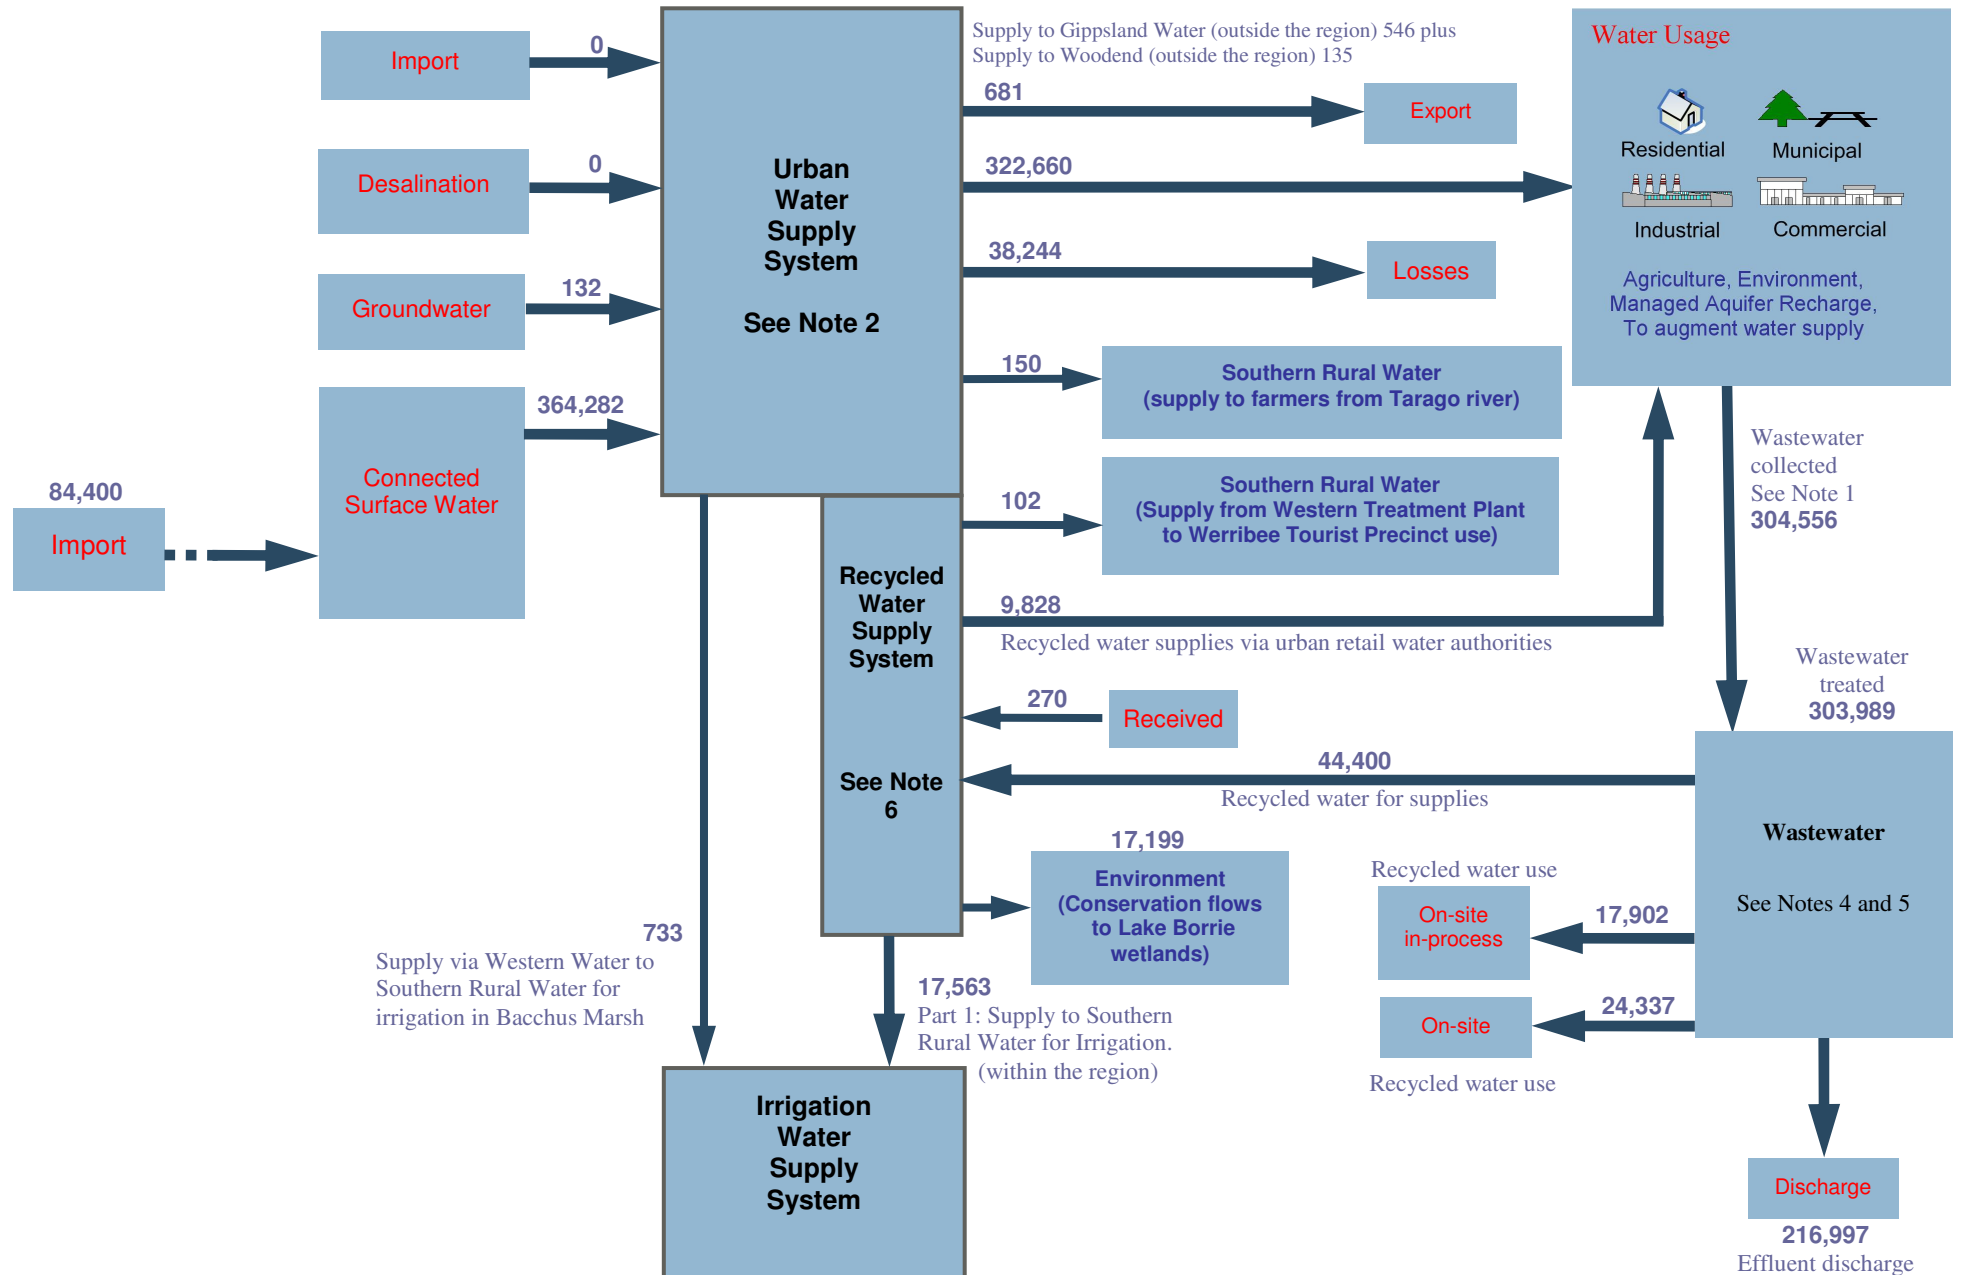 Import
0
Desalination
0
Groundwater
132
Connected
Surface Water
364,282
84,400
Import
Urban
Water
Supply
System
See Note 2
Supply to Gippsland Water (outside the region) 546 plus
Supply to Woodend (outside the region) 135
681
Export
322,660
38,244
Losses
150
Southern Rural Water
(supply to farmers from Tarago river)
102
Southern Rural Water
(Supply from Western Treatment Plant
to Werribee Tourist Precinct use)
Water Usage
Residential
Municipal
Industrial
Commercial
Agriculture, Environment,
Managed Aquifer Recharge,
To augment water supply
Wastewater
collected
See Note 1
304,556
Recycled
Water
Supply
System
See Note
6
9,828
Recycled water supplies via urban retail water authorities
270
Received
44,400
Recycled water for supplies
Wastewater
treated
303,989
Wastewater
See Notes 4 and 5
17,199
Environment
(Conservation flows
to Lake Borrie
wetlands)
Recycled water use
On-site
in-process
17,902
On-site
24,337
Recycled water use
733
Supply via Western Water to
Southern Rural Water for
irrigation in Bacchus Marsh
17,563
Part 1: Supply to Southern
Rural Water for Irrigation.
(within the region)
Irrigation
Water
Supply
System
Discharge
216,997
Effluent discharge